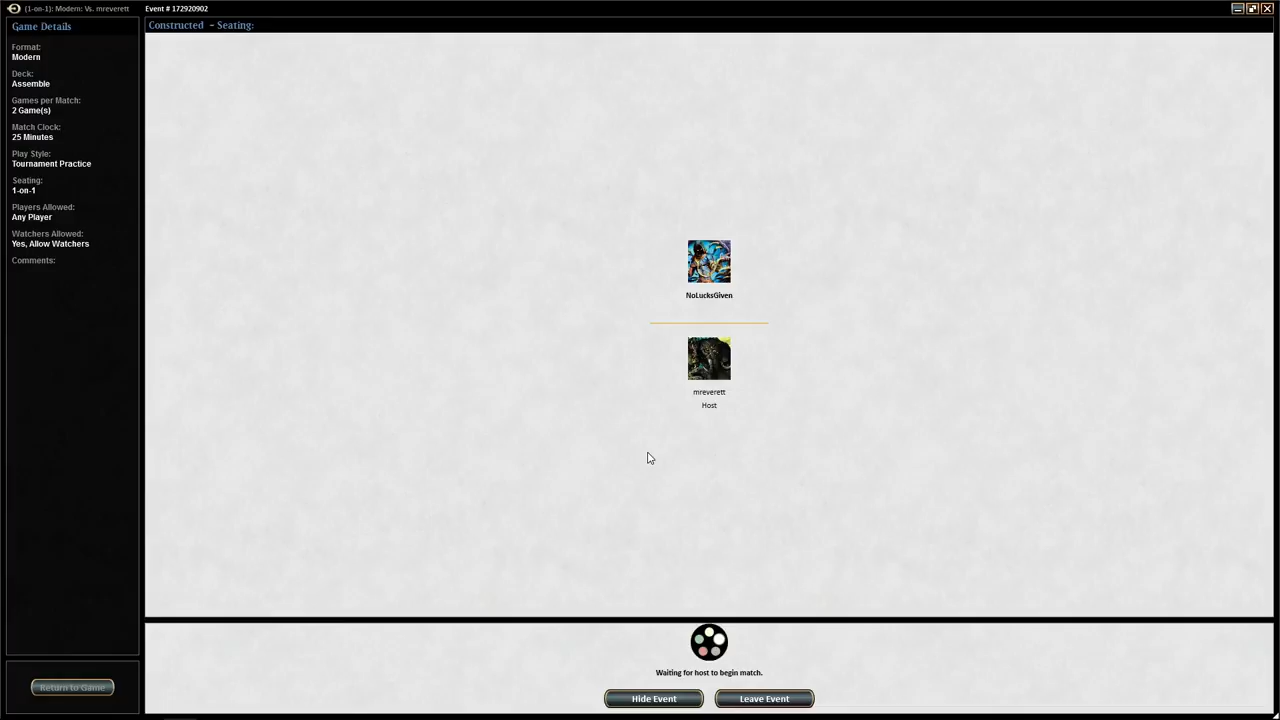 (1-on-1): Modern: Vs. mreverett
Event # 172920902
Game Details
Format:
Modern
Deck:
Assemble
Games per Match:
2 Game(s)
Match Clock:
25 Minutes
Play Style:
Tournament Practice
Seating:
1-on-1
Players Allowed:
Any Player
Watchers Allowed:
Yes, Allow Watchers
Comments:
Return to Game
Constructed - Seating:
NoLucksGiven
mreverett
Host
Waiting for host to begin match.
Hide Event
Leave Event